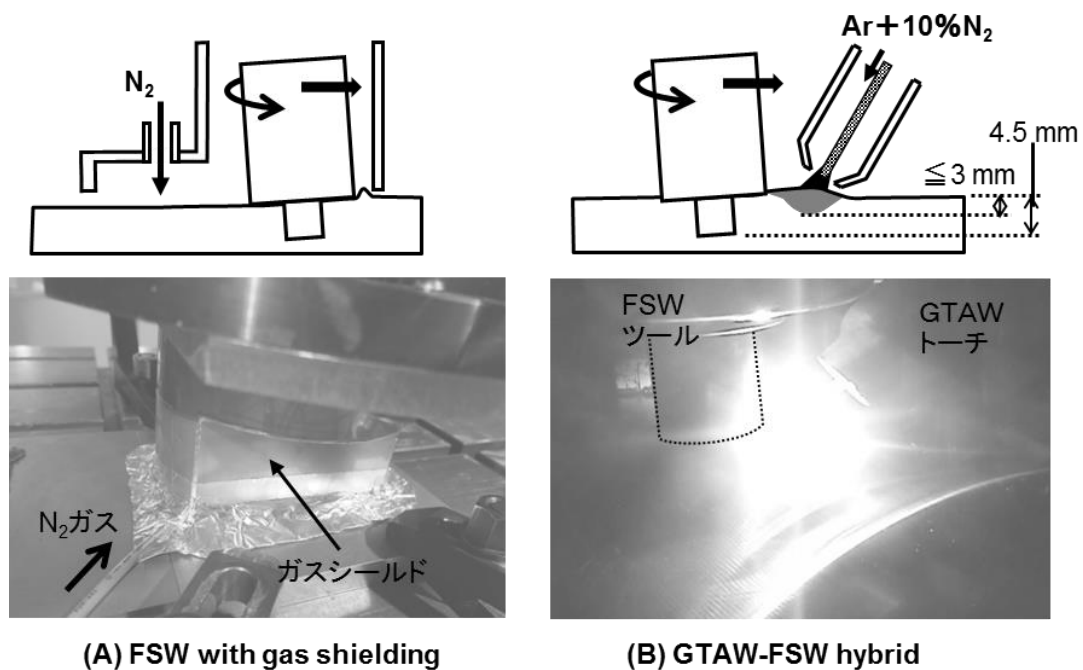 N₂
Ar＋10%N₂
4.5 mm
≦3 mm
N₂ガス
ガスシールド
FSW
ツール
GTAW
トーチ
(A) FSW with gas shielding
(B) GTAW-FSW hybrid